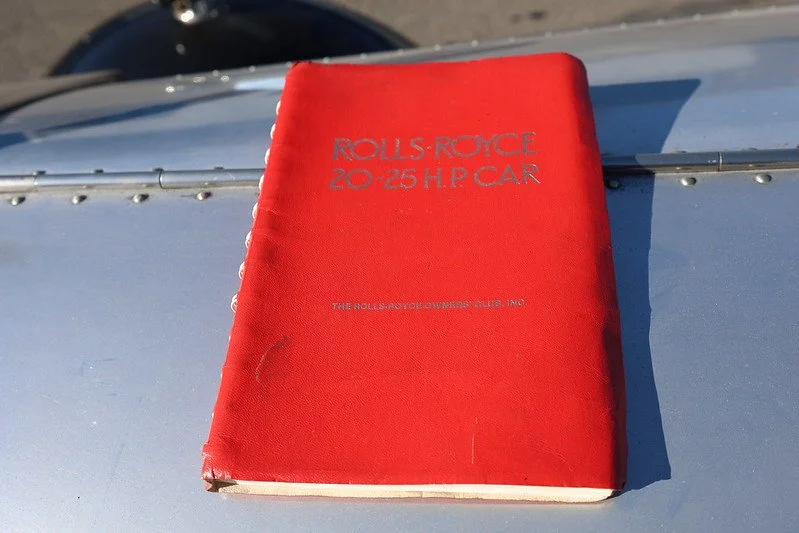 ROLLS-ROYCE
20-25 H.P. CAR
THE ROLLS-ROYCE OWNERS' CLUB, INC.